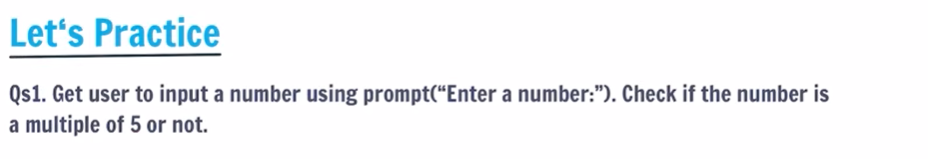 Let‘s Practice
Qs1. Get user to input a number using prompt(“Enter a number:”). Check if the number is
a multiple of 5 or not.